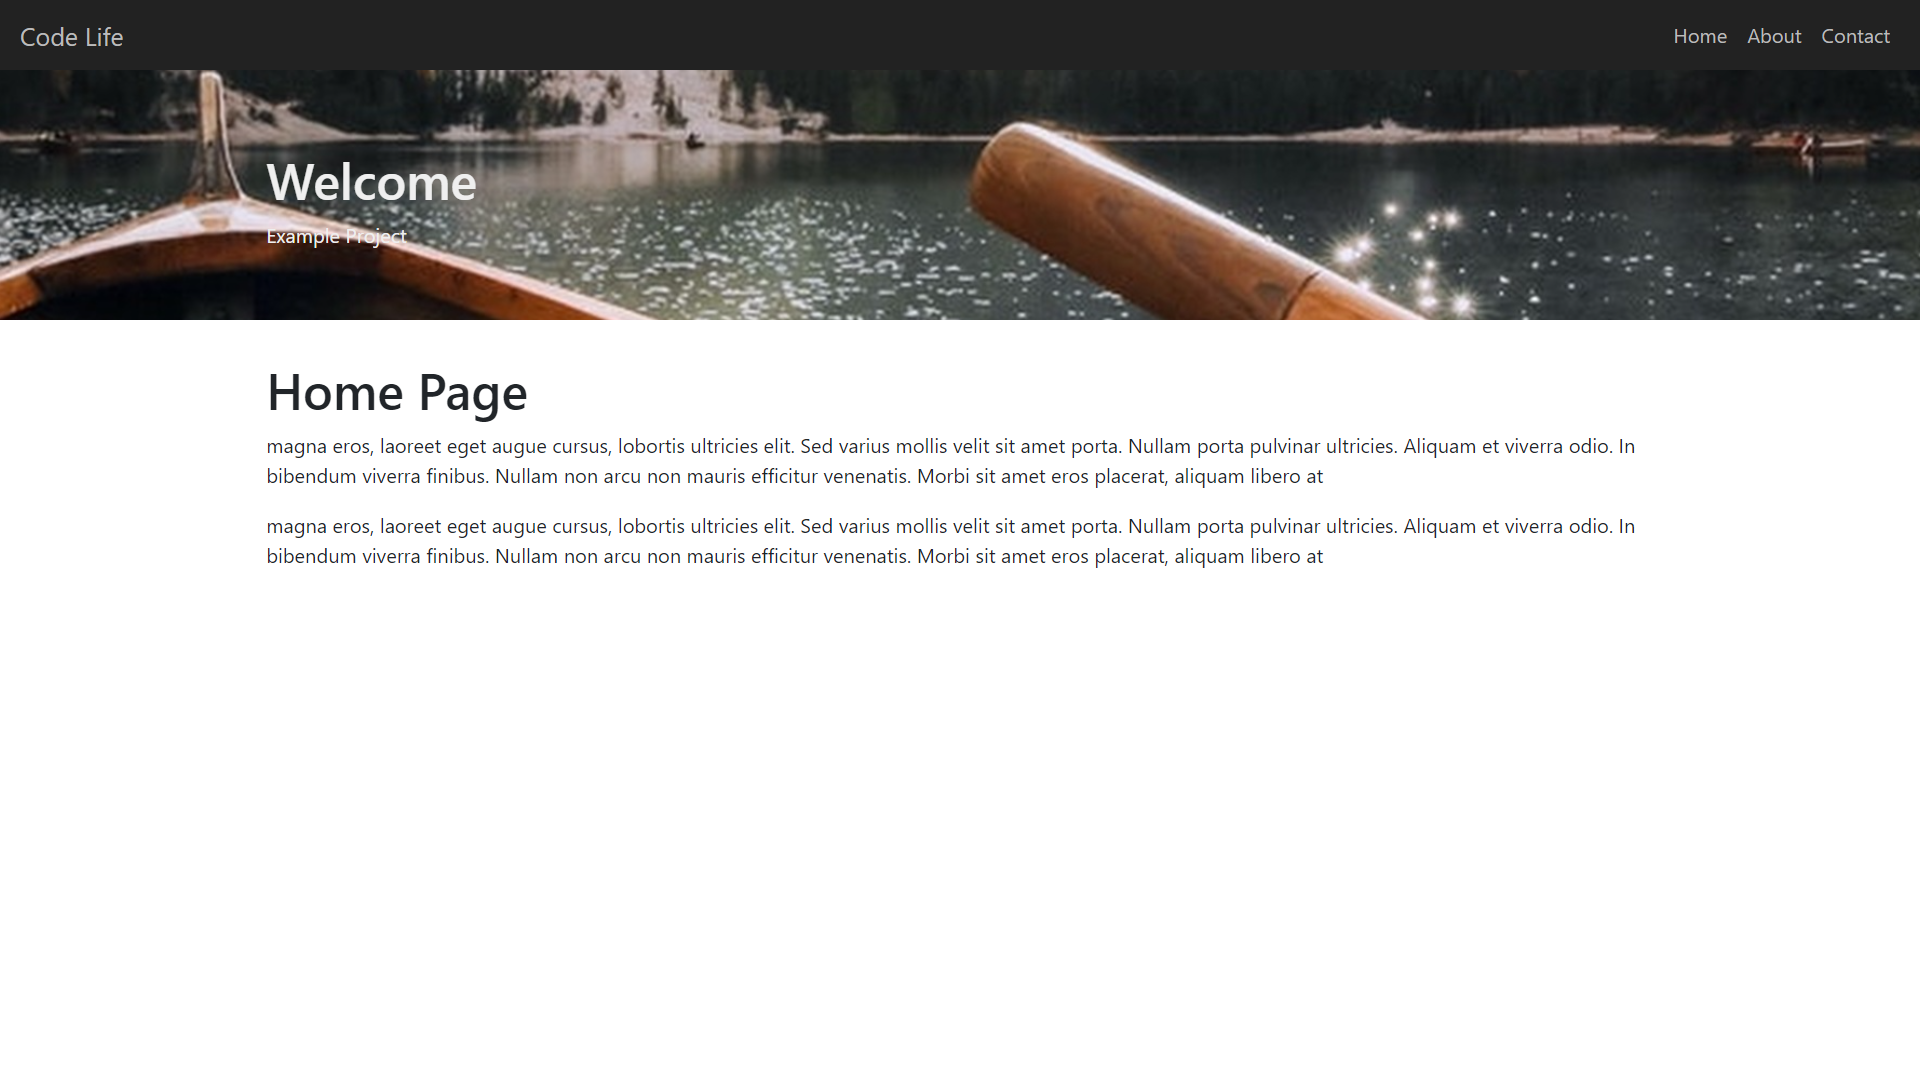 Code Life
Home About Contact
Welcome
Example Project
Home Page
magna eros, laoreet eget augue cursus, lobortis ultricies elit. Sed varius mollis velit sit amet porta. Nullam porta pulvinar ultricies. Aliquam et viverra odio. In
bibendum viverra finibus. Nullam non arcu non mauris efficitur venenatis. Morbi sit amet eros placerat, aliquam libero at
magna eros, laoreet eget augue cursus, lobortis ultricies elit. Sed varius mollis velit sit amet porta. Nullam porta pulvinar ultricies. Aliquam et viverra odio. In
bibendum viverra finibus. Nullam non arcu non mauris efficitur venenatis. Morbi sit amet eros placerat, aliquam libero at